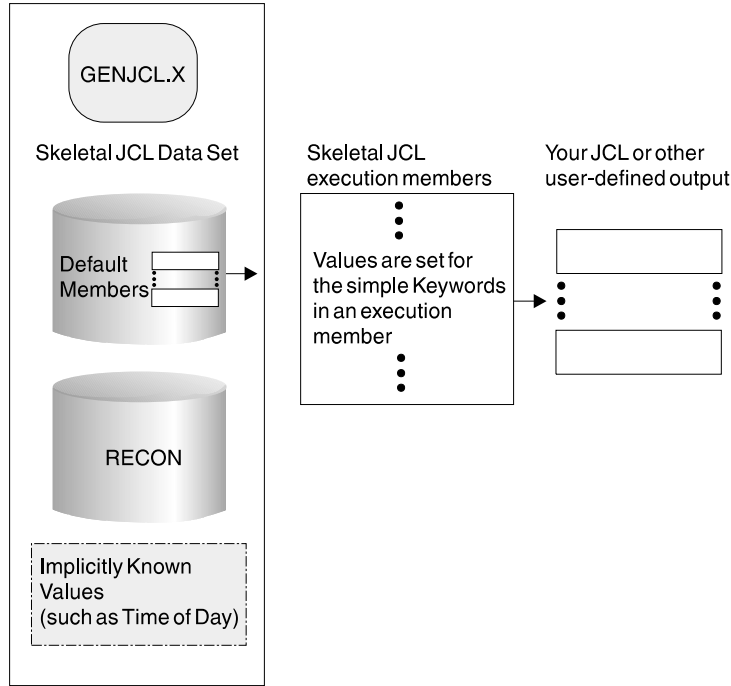 GENJCL.X
Skeletal JCL Data Set
Default
Members
RECON
Implicitly Known
Values
(such as Time of Day)
Skeletal JCL
execution members
Values are set for
the simple Keywords
in an execution
member
Your JCL or other
user-defined output